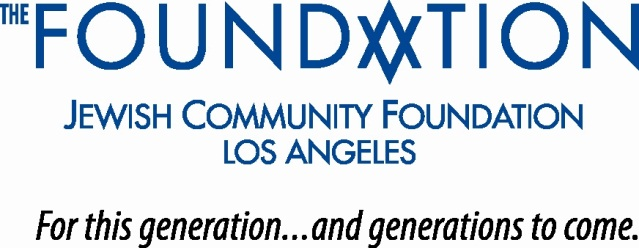 THE FOUNDATION
JEWISH COMMUNITY FOUNDATION
LOS ANGELES
For this generation...and generations to come.